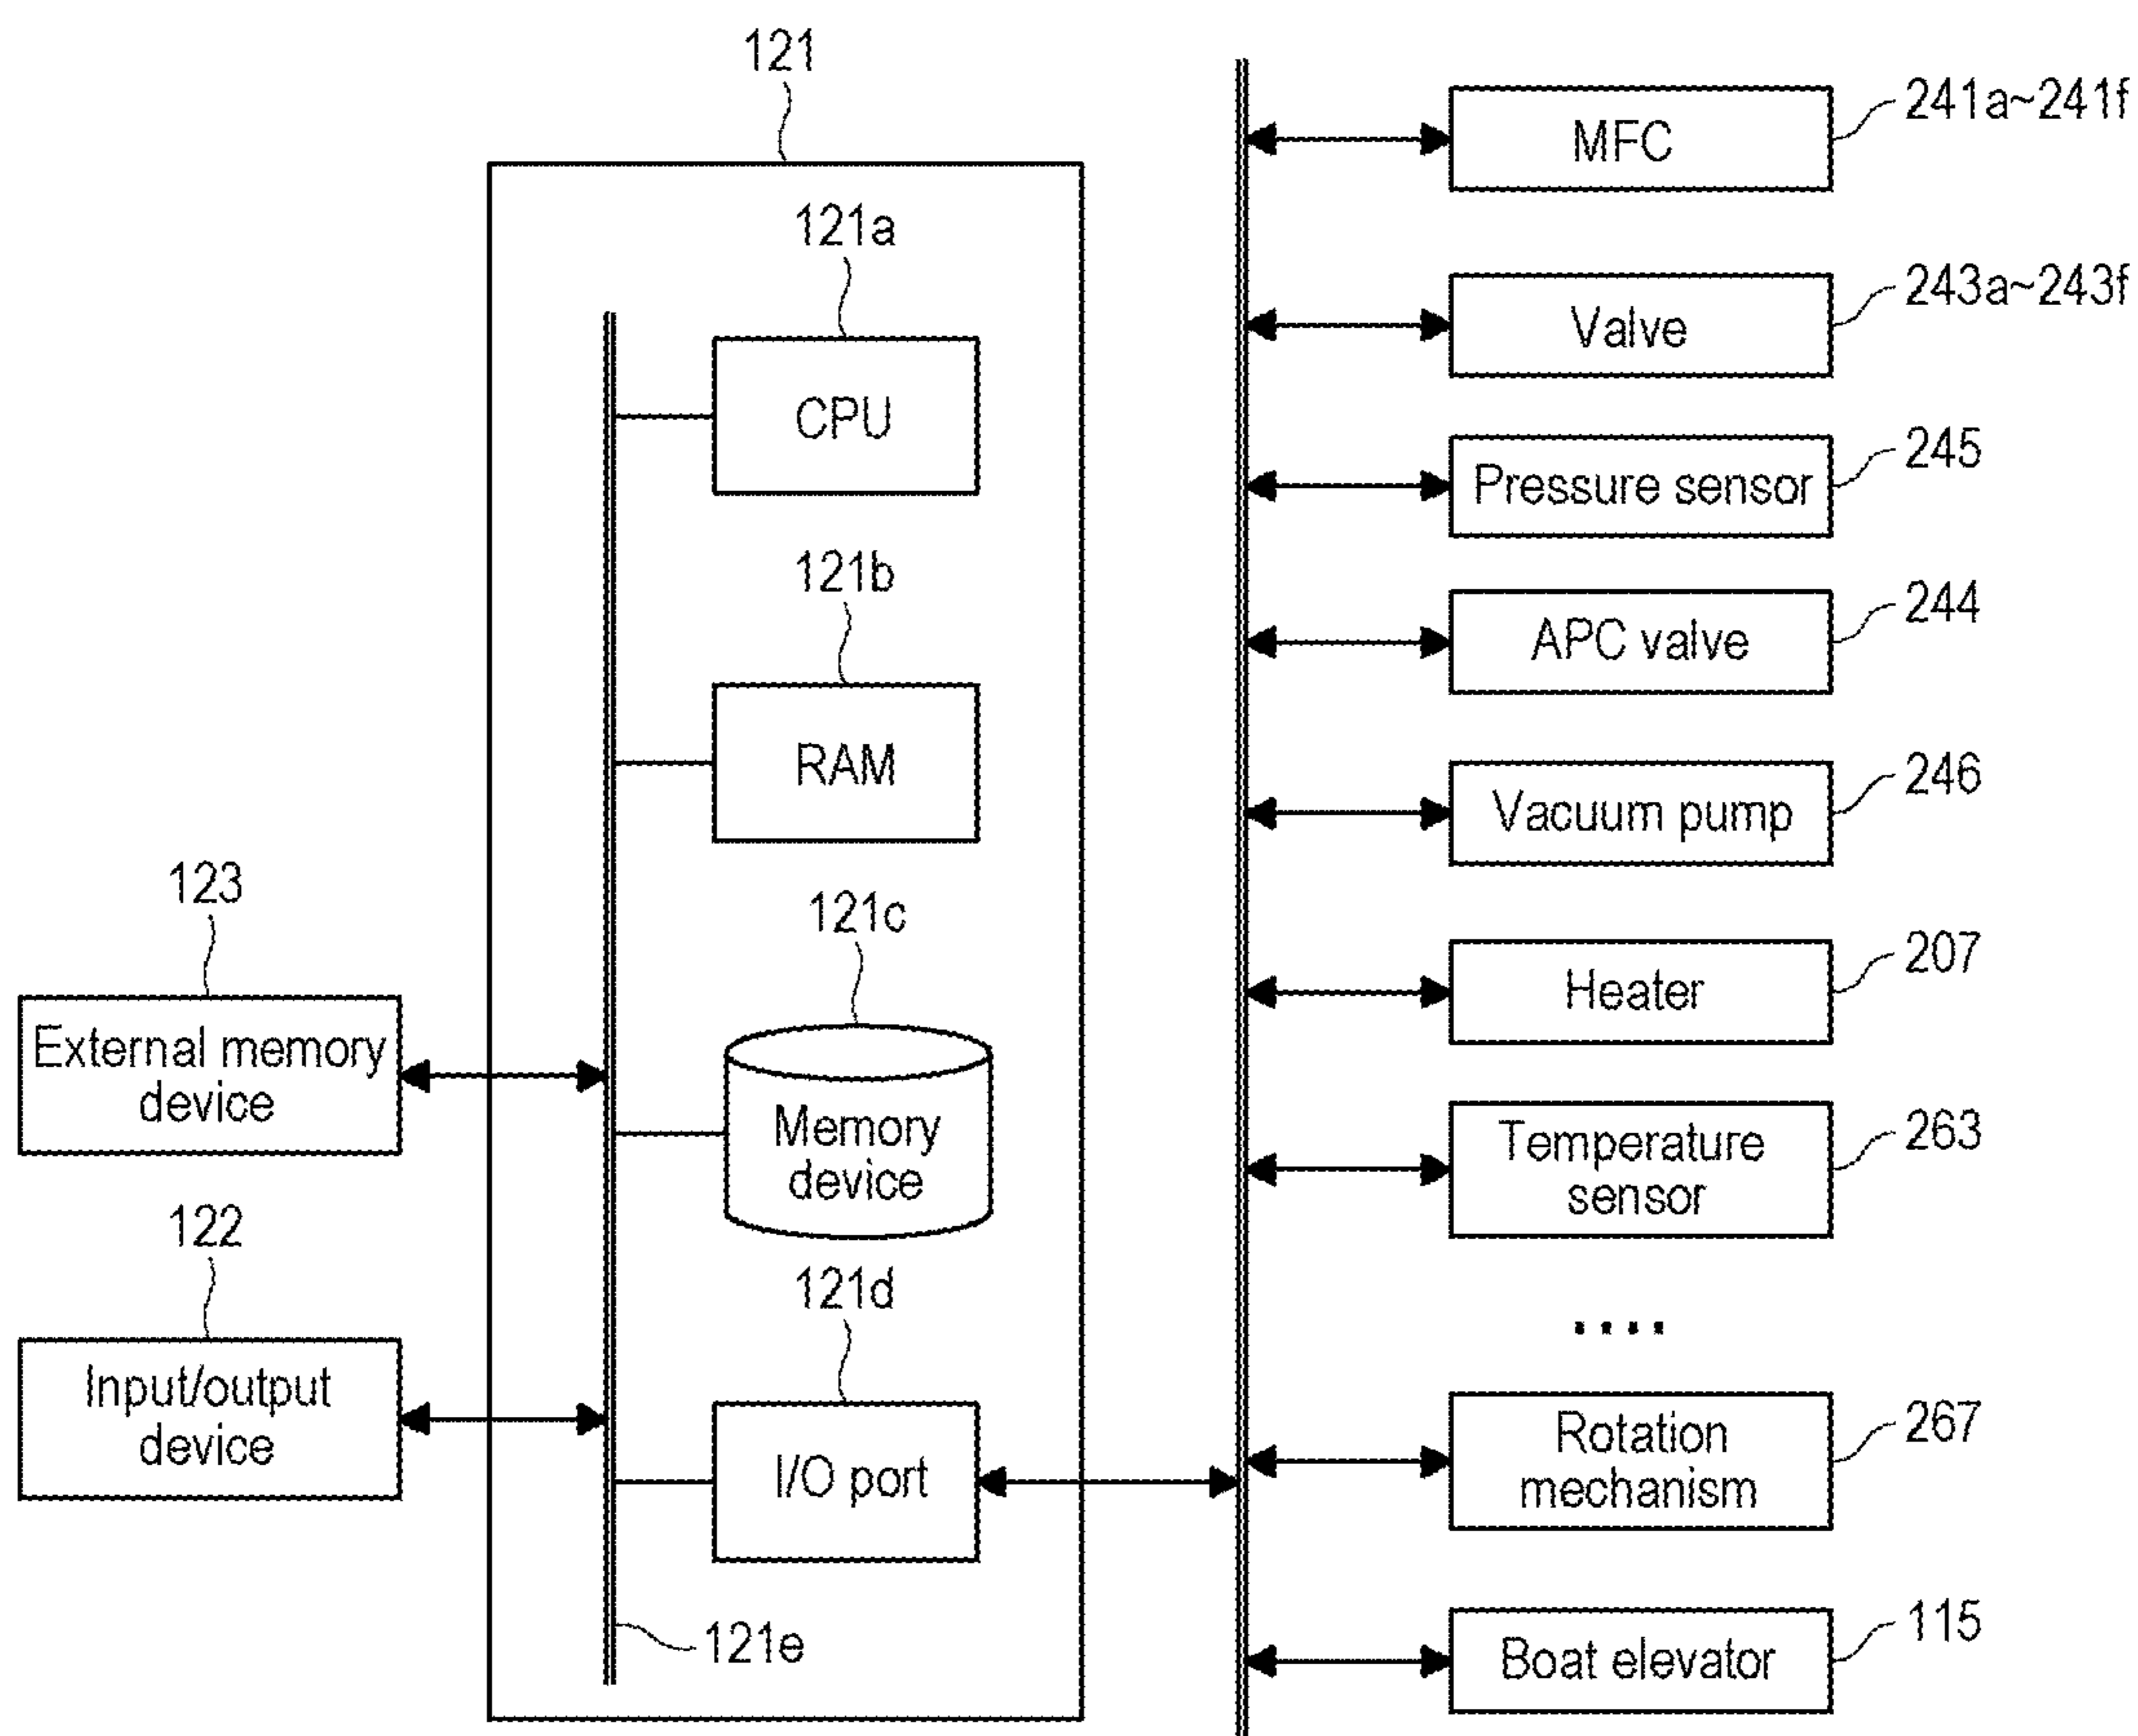 121
121a
CPU
121b
RAM
121c
Memory
device
121d
I/O port
121e
123
External memory
device
122
Input/output
device
241a~241f
MFC
243a~243f
Valve
245
Pressure sensor
244
APC valve
246
Vacuum pump
207
Heater
263
Temperature
sensor
....
267
Rotation
mechanism
115
Boat elevator